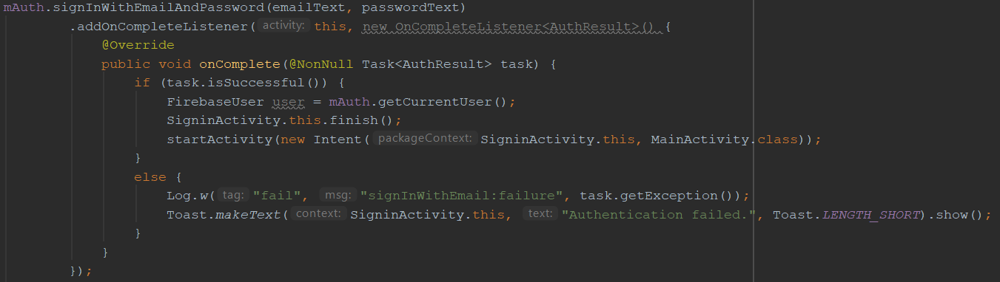 mAuth.signInWithEmailAndPassword(emailText, passwordText)
.addOnCompleteListener( activity: this, new OnCompleteListener<AuthResult>() {
@Override
public void onComplete(@NonNull Task<AuthResult> task) {
if (task.isSuccessful()) {
FirebaseUser user = mAuth.getCurrentUser();
SigninActivity.this.finish();
startActivity(new Intent( packageContext: SigninActivity.this, MainActivity.class));
}
else {
Log.w( tag: "fail", msg: "signInWithEmail:failure", task.getException());
Toast.makeText( context: SigninActivity.this, text: "Authentication failed.", Toast.LENGTH_SHORT).show();
}
}
});